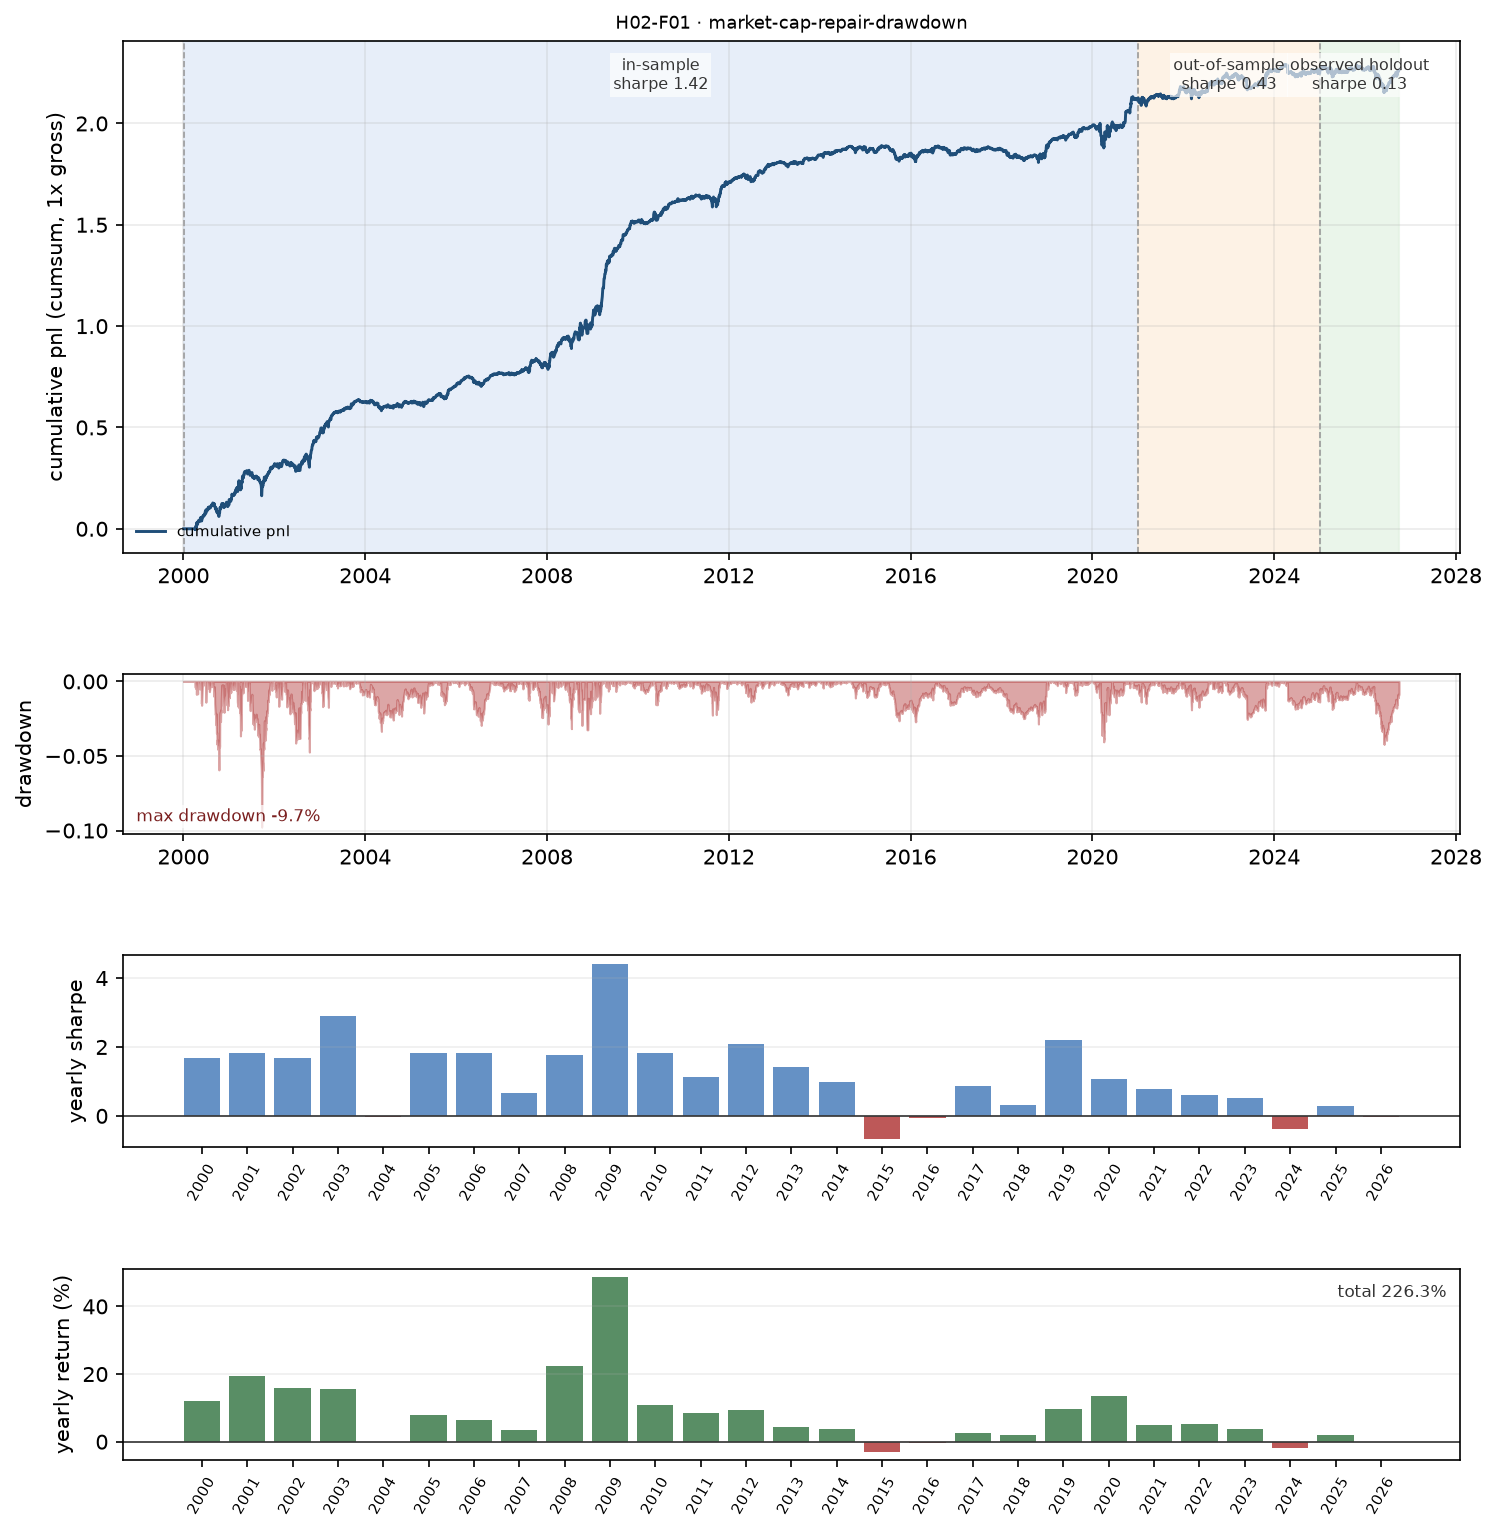 H02-F01 · market-cap-repair-drawdown
in-sample
sharpe 1.42
out-of-sample
sharpe 0.43
observed holdout
sharpe 0.13
cumulative pnl (cumsum, 1x gross)
2.0
1.5
1.0
0.5
0.0
cumulative pnl
2000 2004 2008 2012 2016 2020 2024 2028
drawdown
0.00
−0.05
−0.10
max drawdown -9.7%
2000 2004 2008 2012 2016 2020 2024 2028
yearly sharpe
4
2
0
2000 2001 2002 2003 2004 2005 2006 2007 2008 2009 2010 2011 2012 2013 2014 2015 2016 2017 2018 2019 2020 2021 2022 2023 2024 2025 2026
yearly return (%)
40
20
0
total 226.3%
2000 2001 2002 2003 2004 2005 2006 2007 2008 2009 2010 2011 2012 2013 2014 2015 2016 2017 2018 2019 2020 2021 2022 2023 2024 2025 2026